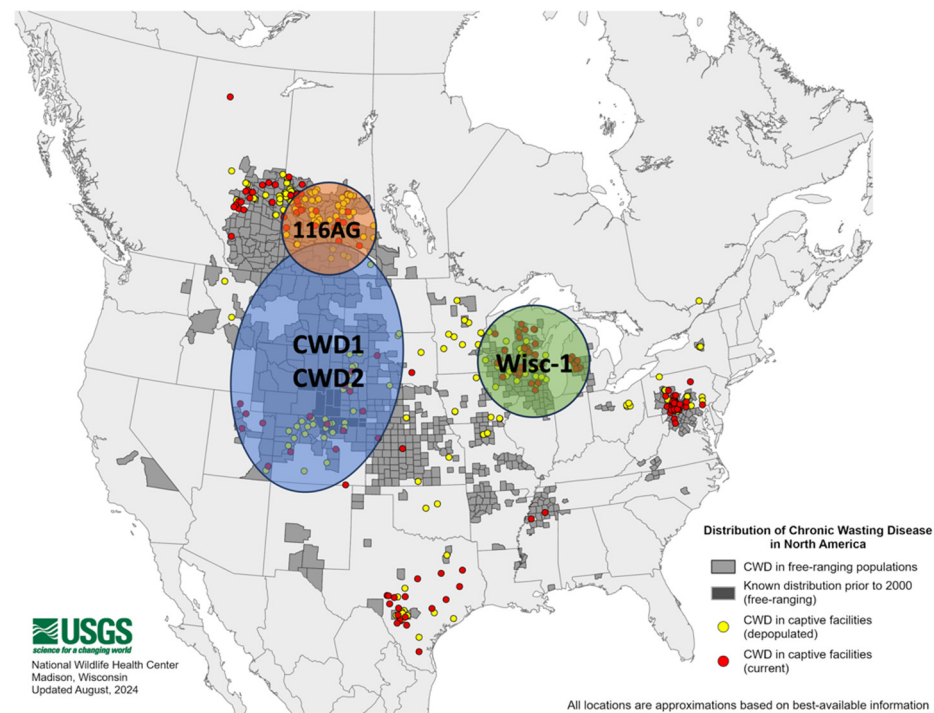 116AG
CWD1
CWD2
Wisc-1
Distribution of Chronic Wasting Disease
in North America
CWD in free-ranging populations
Known distribution prior to 2000
(free-ranging)
CWD in captive facilities
(depopulated)
CWD in captive facilities
(current)
USGS
science for a changing world
National Wildlife Health Center
Madison, Wisconsin
Updated August, 2024
All locations are approximations based on best-available information